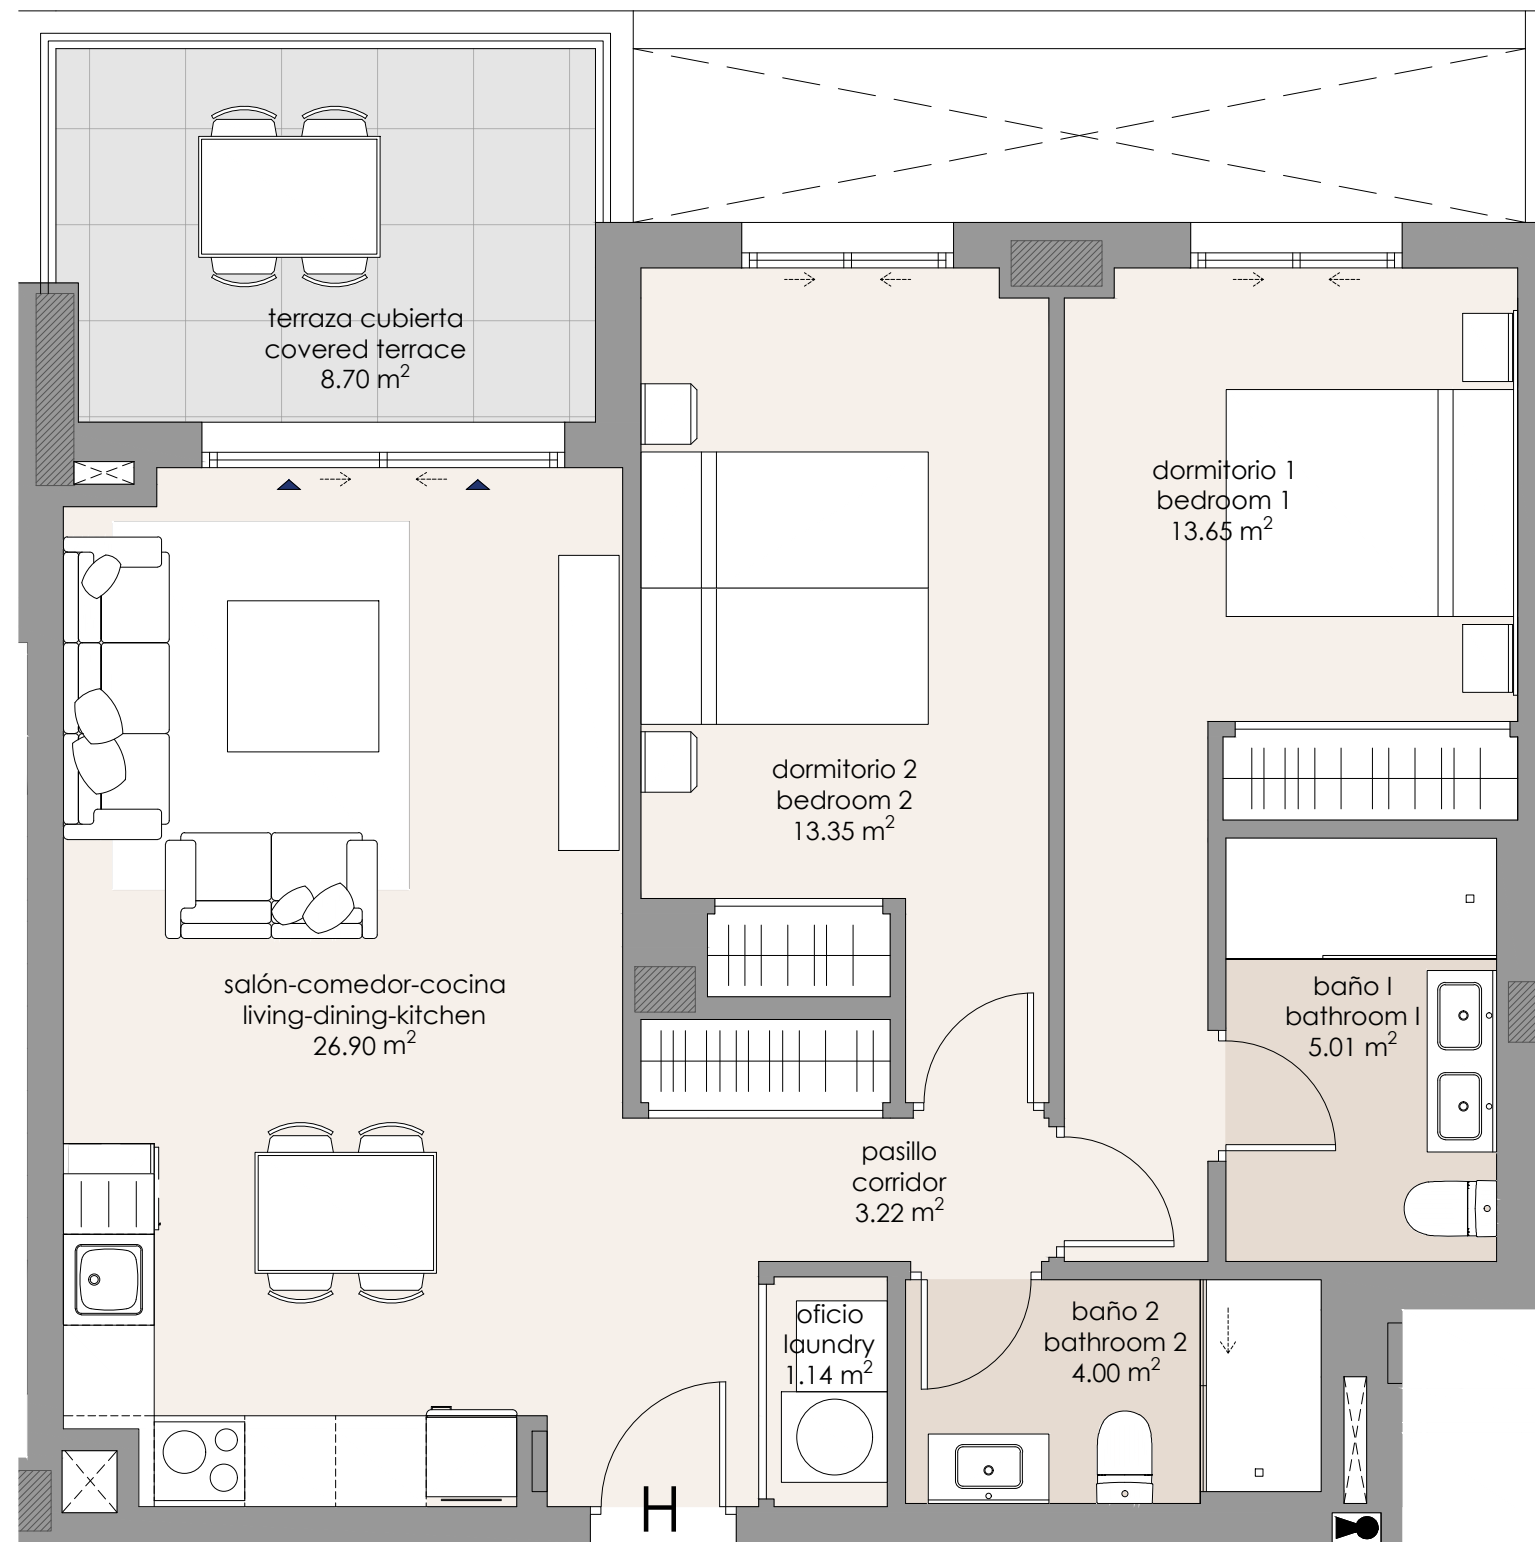 terraza cubierta
covered terrace
8.70 m²
dormitorio 1
bedroom 1
13.65 m²
dormitorio 2
bedroom 2
13.35 m²
salón-comedor-cocina
living-dining-kitchen
26.90 m²
baño I
bathroom I
5.01 m²
pasillo
corridor
3.22 m²
oficio
laundry
1.14 m²
baño 2
bathroom 2
4.00 m²
H